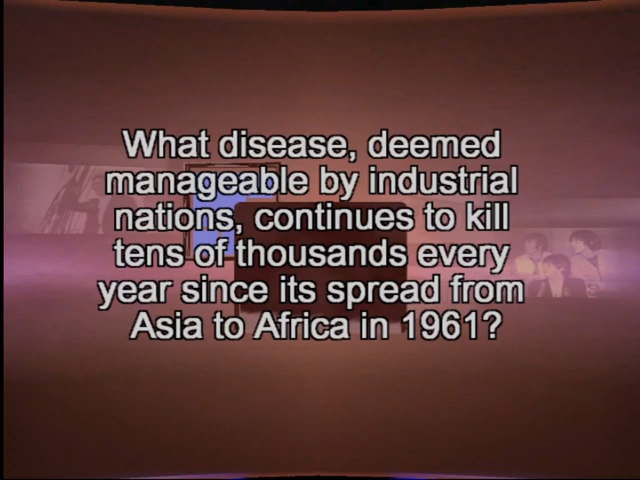 What disease, deemed
manageable by industrial
nations, continues to kill
tens of thousands every
year since its spread from
Asia to Africa in 1961?